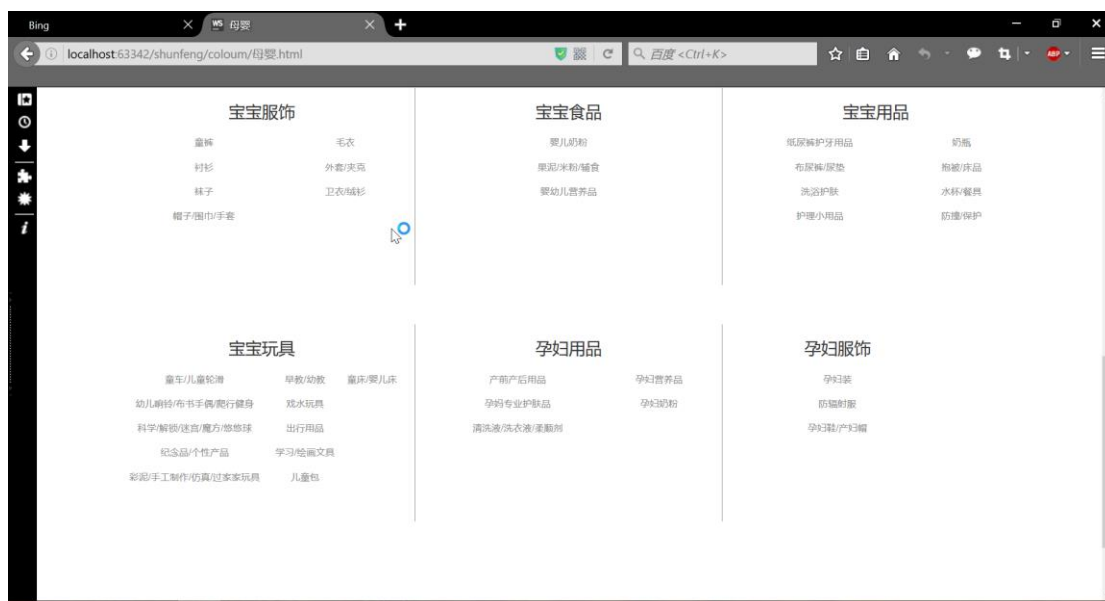 Bing
WS 母婴
localhost:63342/shunfeng/coloum/母婴.html
百度 <Ctrl+K>
ABP
宝宝服饰 宝宝食品 宝宝用品
童裤 毛衣 婴儿奶粉 纸尿裤护牙用品 奶瓶
衬衫 外套/夹克 果泥/米粉/辅食 布尿裤/尿垫 抱被/床品
袜子 卫衣/绒衫 婴幼儿营养品 洗浴护肤 水杯/餐具
帽子/围巾/手套 护理小用品 防撞/保护
宝宝玩具 孕妇用品 孕妇服饰
童车/儿童轮滑 早教/幼教 童床/婴儿床 产前产后用品 孕妇营养品 孕妇装
幼儿响铃/布书手偶/爬行健身 戏水玩具 孕妈专业护肤品 孕妇奶粉 防辐射服
科学/解锁/迷宫/魔方/悠悠球 出行用品 清洗液/洗衣液/柔顺剂 孕妇鞋/产妇帽
纪念品/个性产品 学习/绘画文具
彩泥/手工制作/仿真/过家家玩具 儿童包